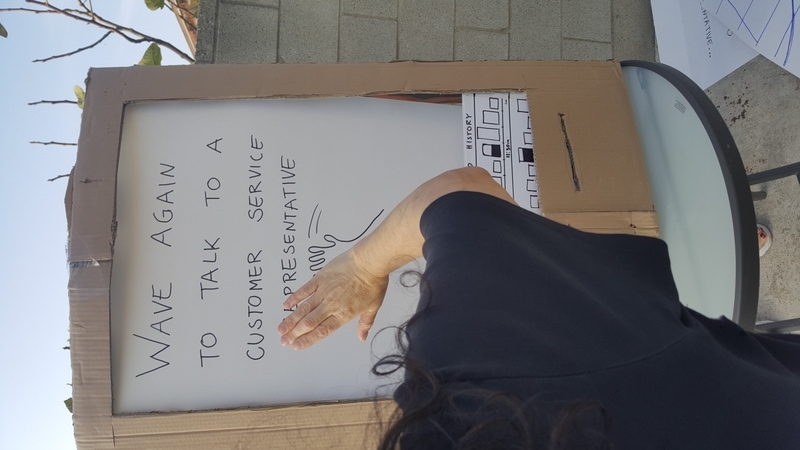 WAVE AGAIN
TO TALK TO A
CUSTOMER SERVICE
REPRESENTATIVE
HISTORY